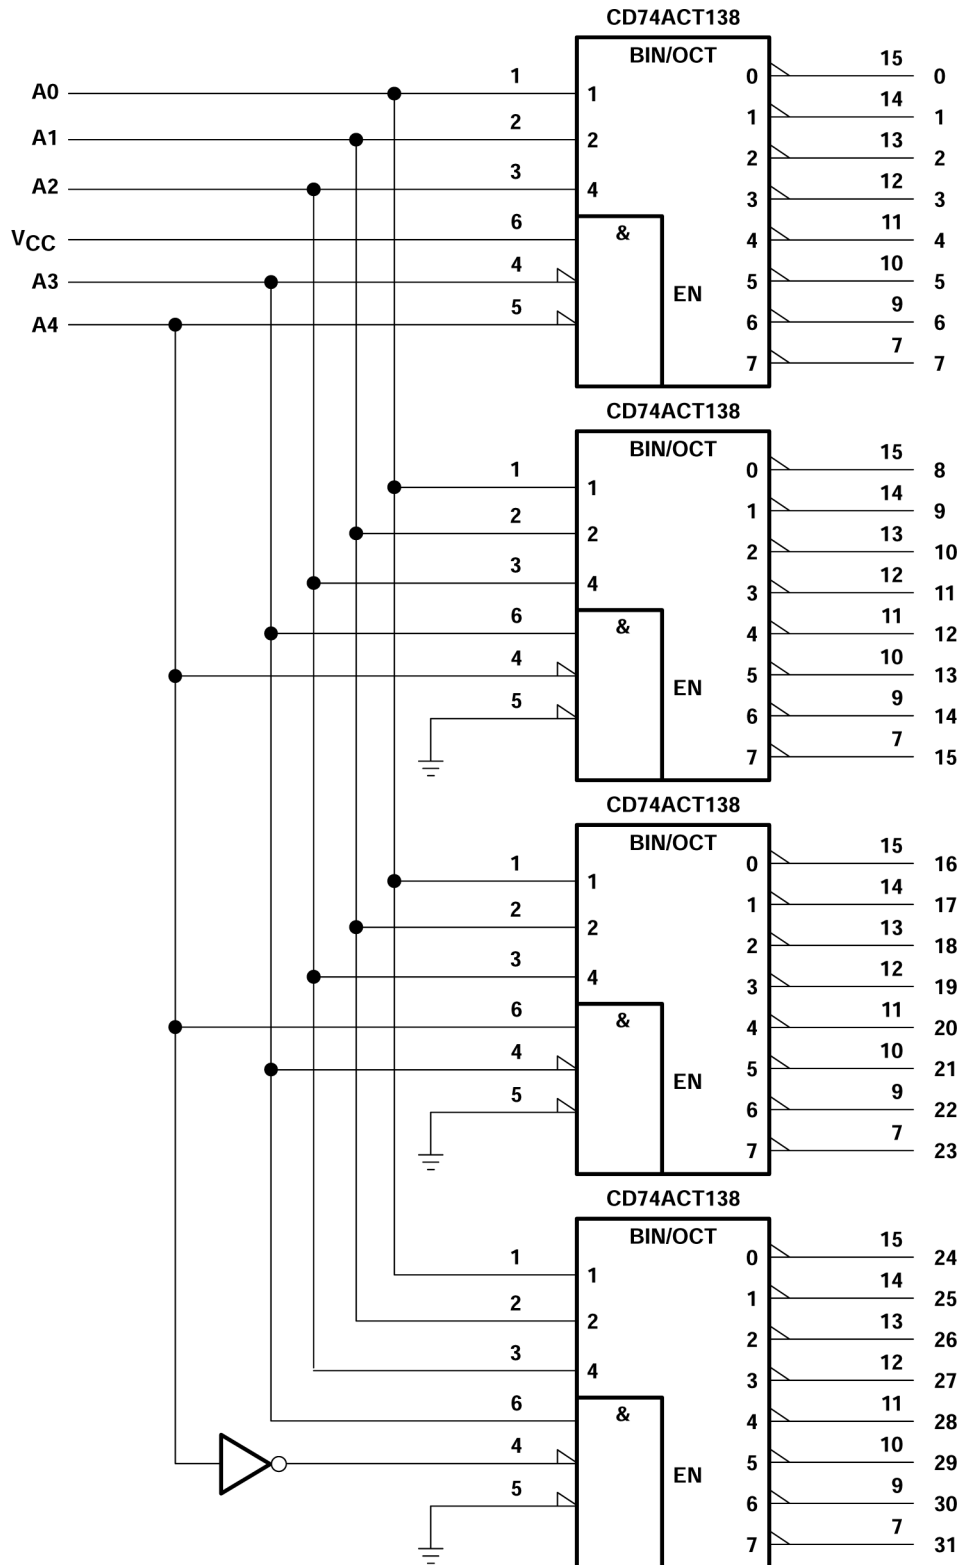 CD74ACT138
BIN/OCT
A0 1 1 0 15 0
A1 2 2 1 14 1
2 13 2
A2 3 4 3 12 3
VCC 6 & 4 11 4
A3 4 EN 5 10 5
A4 5 6 9 6
7 7 7
CD74ACT138
BIN/OCT
1 1 0 15 8
2 2 1 14 9
2 13 10
3 4 3 12 11
6 & 4 11 12
4 EN 5 10 13
5 6 9 14
7 7 15
CD74ACT138
BIN/OCT
1 1 0 15 16
2 2 1 14 17
2 13 18
3 4 3 12 19
6 & 4 11 20
4 EN 5 10 21
5 6 9 22
7 7 23
CD74ACT138
BIN/OCT
1 1 0 15 24
2 2 1 14 25
2 13 26
3 4 3 12 27
6 & 4 11 28
4 EN 5 10 29
5 6 9 30
7 7 31